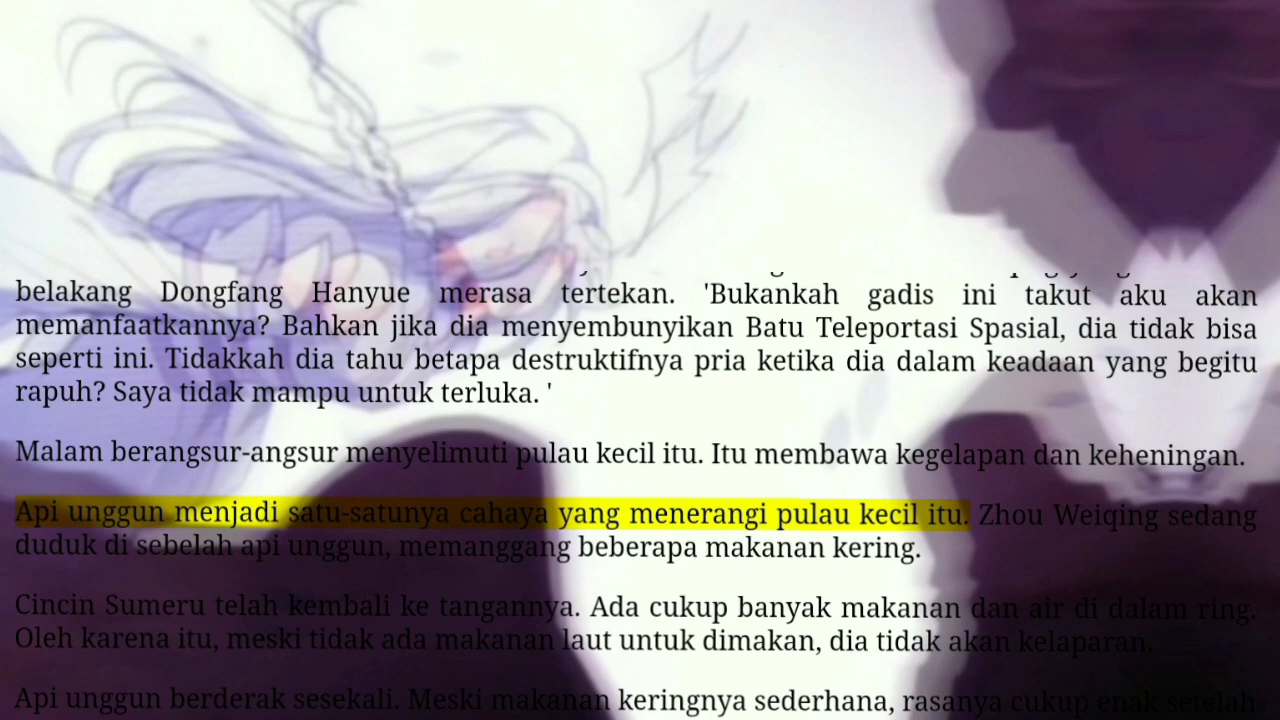 belakang Dongfang Hanyue merasa tertekan. 'Bukankah gadis ini takut aku akan
memanfaatkannya? Bahkan jika dia menyembunyikan Batu Teleportasi Spasial, dia tidak bisa
seperti ini. Tidakkah dia tahu betapa destruktifnya pria ketika dia dalam keadaan yang begitu
rapuh? Saya tidak mampu untuk terluka. '
Malam berangsur-angsur menyelimuti pulau kecil itu. Itu membawa kegelapan dan keheningan.
Api unggun menjadi satu-satunya cahaya yang menerangi pulau kecil itu. Zhou Weiqing sedang
duduk di sebelah api unggun, memanggang beberapa makanan kering.
Cincin Sumeru telah kembali ke tangannya. Ada cukup banyak makanan dan air di dalam ring.
Oleh karena itu, meski tidak ada makanan laut untuk dimakan, dia tidak akan kelaparan.
Api unggun berderak sesekali. Meski makanan keringnya sederhana, rasanya cukup enak setelah